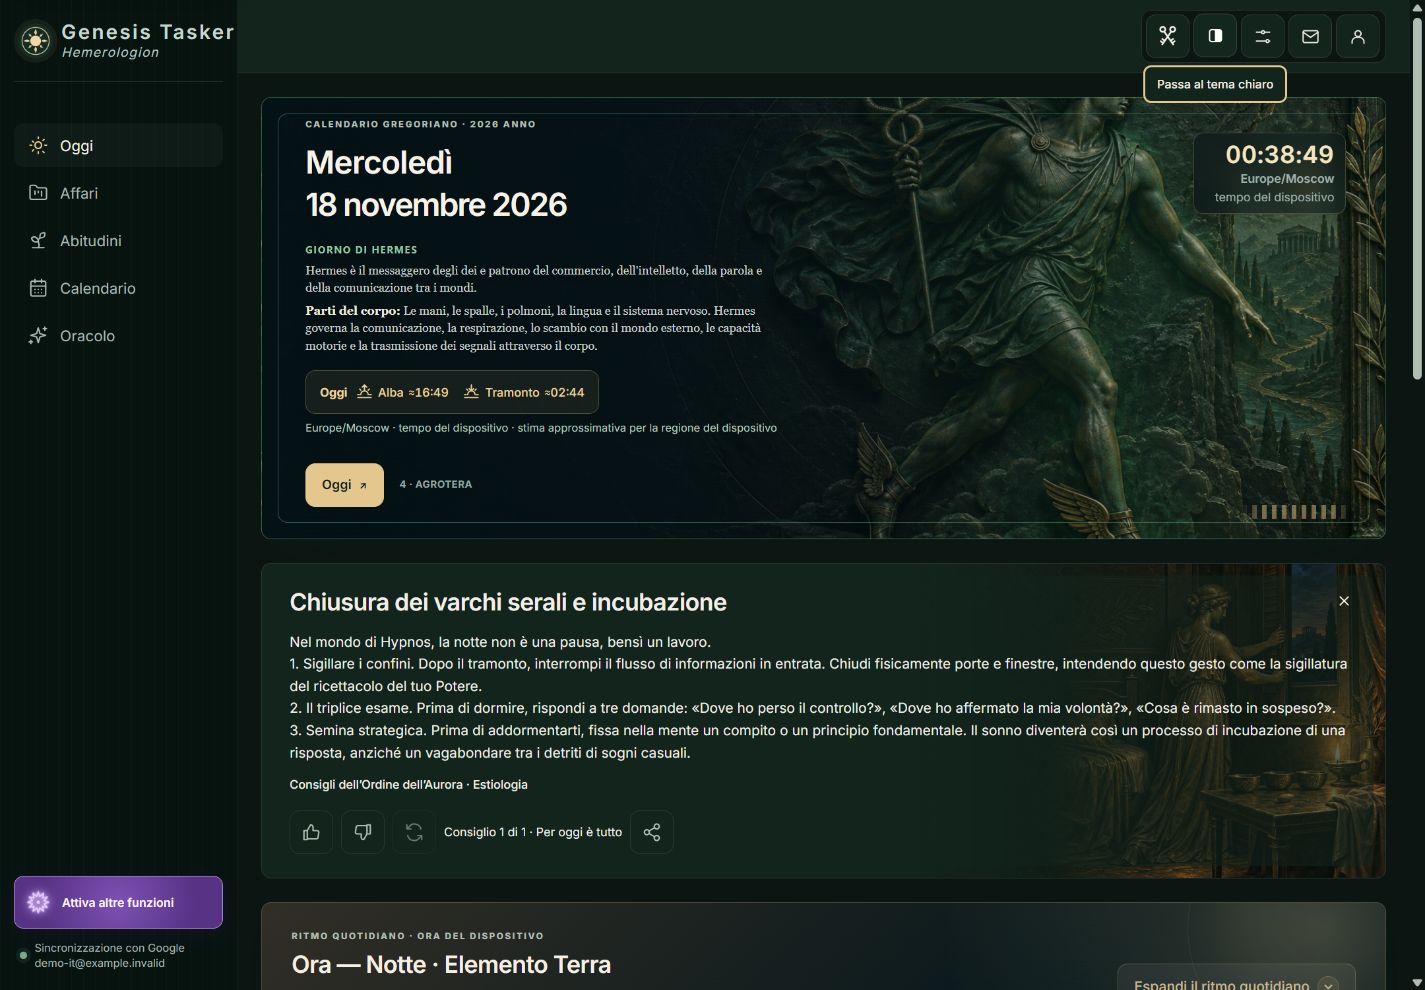 Genesis Tasker
Hemerologion
Passa al tema chiaro
Oggi
Affari
Abitudini
Calendario
Oracolo
Attiva altre funzioni
Sincronizzazione con Google
demo-it@example.invalid
CALENDARIO GREGORIANO · 2026 ANNO
Mercoledì
18 novembre 2026
00:38:49
Europe/Moscow
tempo del dispositivo
GIORNO DI HERMES
Hermes è il messaggero degli dei e patrono del commercio, dell'intelletto, della parola e
della comunicazione tra i mondi.
Parti del corpo: Le mani, le spalle, i polmoni, la lingua e il sistema nervoso. Hermes
governa la comunicazione, la respirazione, lo scambio con il mondo esterno, le capacità
motorie e la trasmissione dei segnali attraverso il corpo.
Oggi Alba ≈16:49 Tramonto ≈02:44
Europe/Moscow · tempo del dispositivo · stima approssimativa per la regione del dispositivo
Oggi ↗ 4 · AGROTERA
Chiusura dei varchi serali e incubazione
Nel mondo di Hypnos, la notte non è una pausa, bensì un lavoro.
1. Sigillare i confini. Dopo il tramonto, interrompi il flusso di informazioni in entrata. Chiudi fisicamente porte e finestre, intendendo questo gesto come la sigillatura
del ricettacolo del tuo Potere.
2. Il triplice esame. Prima di dormire, rispondi a tre domande: «Dove ho perso il controllo?», «Dove ho affermato la mia volontà?», «Cosa è rimasto in sospeso?».
3. Semina strategica. Prima di addormentarti, fissa nella mente un compito o un principio fondamentale. Il sonno diventerà così un processo di incubazione di una
risposta, anziché un vagabondare tra i detriti di sogni casuali.
Consigli dell'Ordine dell'Aurora · Estiologia
Consiglio 1 di 1 · Per oggi è tutto
RITMO QUOTIDIANO · ORA DEL DISPOSITIVO
Ora — Notte · Elemento Terra
Espandi il ritmo quotidiano